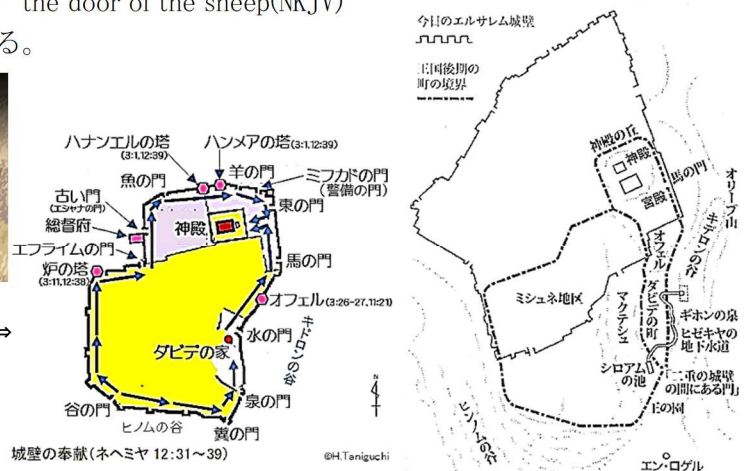 the door of the sheep(NKJV)
る。
ハナンエルの塔
(3:1,12:39)
ハンメアの塔(3:1,12:39)
魚の門
羊の門
ミフカドの門
(警備の門)
古い門
(エシャナの門)
東の門
総督府
神殿
エフライムの門
馬の門
炉の塔
(3:11,12:38)
オフェル(3:26-27,11:21)
⇒
水の門
ダビデの家
キドロンの谷
泉の門
谷の門
ヒノムの谷
糞の門
N
城壁の奉献(ネヘミヤ 12:31~39)
©H.Taniguchi
今日のエルサレム城壁
王国後期の
町の境界
神殿の丘
神殿
馬の門
宮殿
オリーブ山
キデロンの谷
オフェル
ミシュネ地区
マクテシュ
ダビデの町
ギホンの泉
ヒゼキヤの
地下水道
シロアム
の池
「二重の城壁
の間にある門」
王の園
ヒンノムの谷
エン・ロゲル